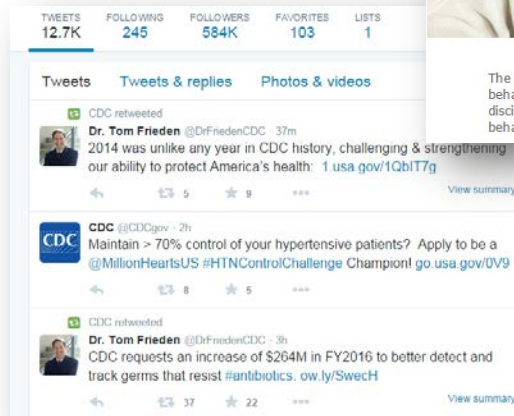 TWEETS FOLLOWING FOLLOWERS FAVORITES LISTS
12.7K 245 584K 103 1
Tweets Tweets & replies Photos & videos
CDC retweeted
Dr. Tom Frieden @DrFriedenCDC · 37m
2014 was unlike any year in CDC history, challenging & strengthening
our ability to protect America's health: 1.usa.gov/1QbIT7g
5 9
View summary
CDC
CDC @CDCgov · 2h
Maintain > 70% control of your hypertensive patients? Apply to be a
@MillionHeartsUS #HTNControlChallenge Champion! go.usa.gov/0V9
8 5
CDC retweeted
Dr. Tom Frieden @DrFriedenCDC · 3h
CDC requests an increase of $264M in FY2016 to better detect and
track germs that resist #antibiotics. ow.ly/SwecH
37 22
View summary
The